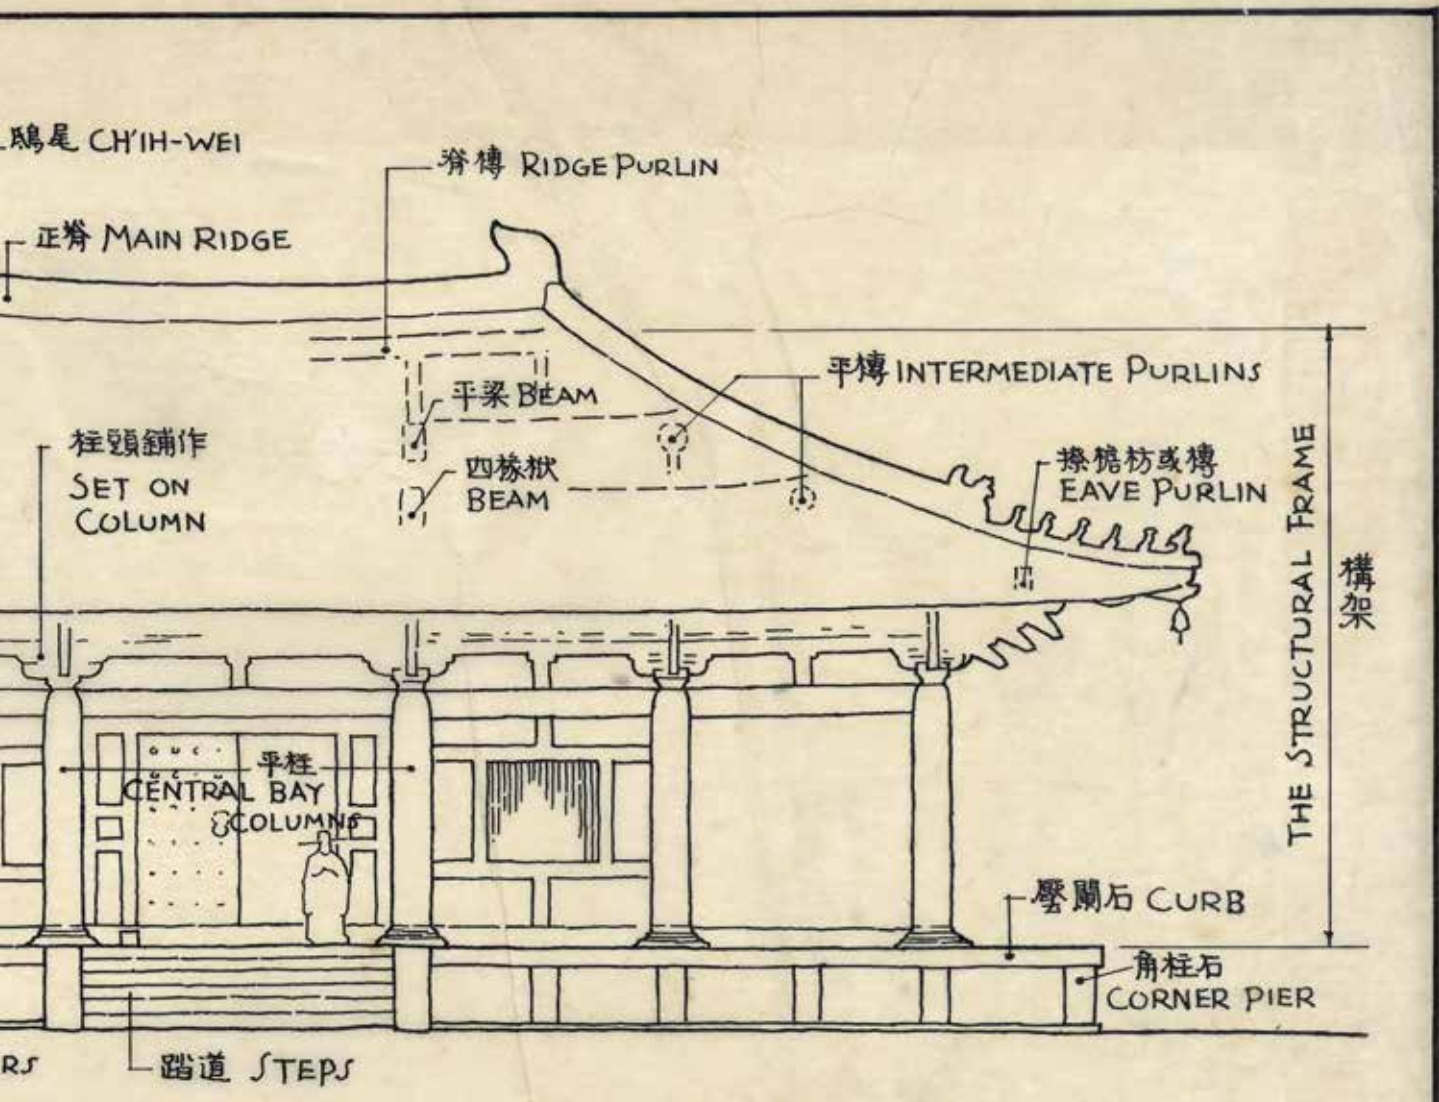 鴟尾 CH'IH-WEI
脊槫 RIDGE PURLIN
正脊 MAIN RIDGE
平槫 INTERMEDIATE PURLINS
平梁 BEAM
柱頭鋪作
SET ON
COLUMN
四椽栿
BEAM
撩檐枋或槫
EAVE PURLIN
THE STRUCTURAL FRAME
構架
平柱
CENTRAL BAY
COLUMNS
壓闌石 CURB
角柱石
CORNER PIER
RS
踏道 STEPS